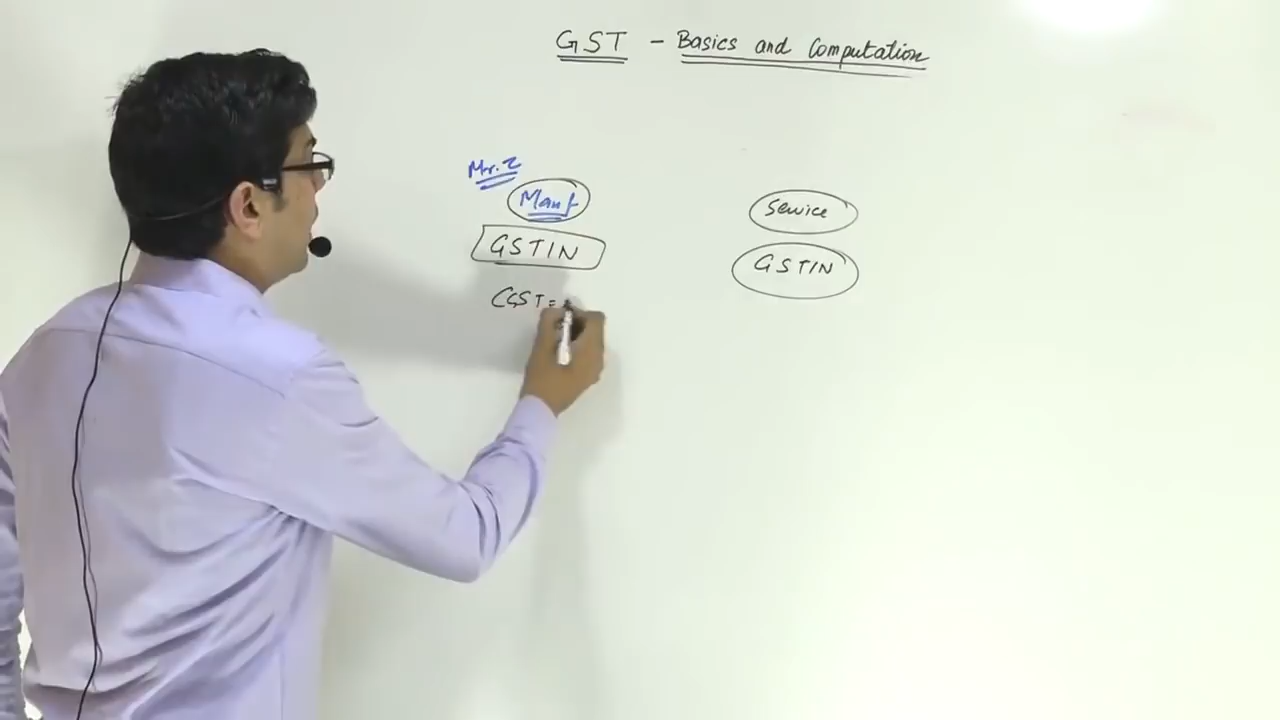 GST - Basics and Computation
Mr. Z
Manf
GSTIN
CGST=
Service
GSTIN